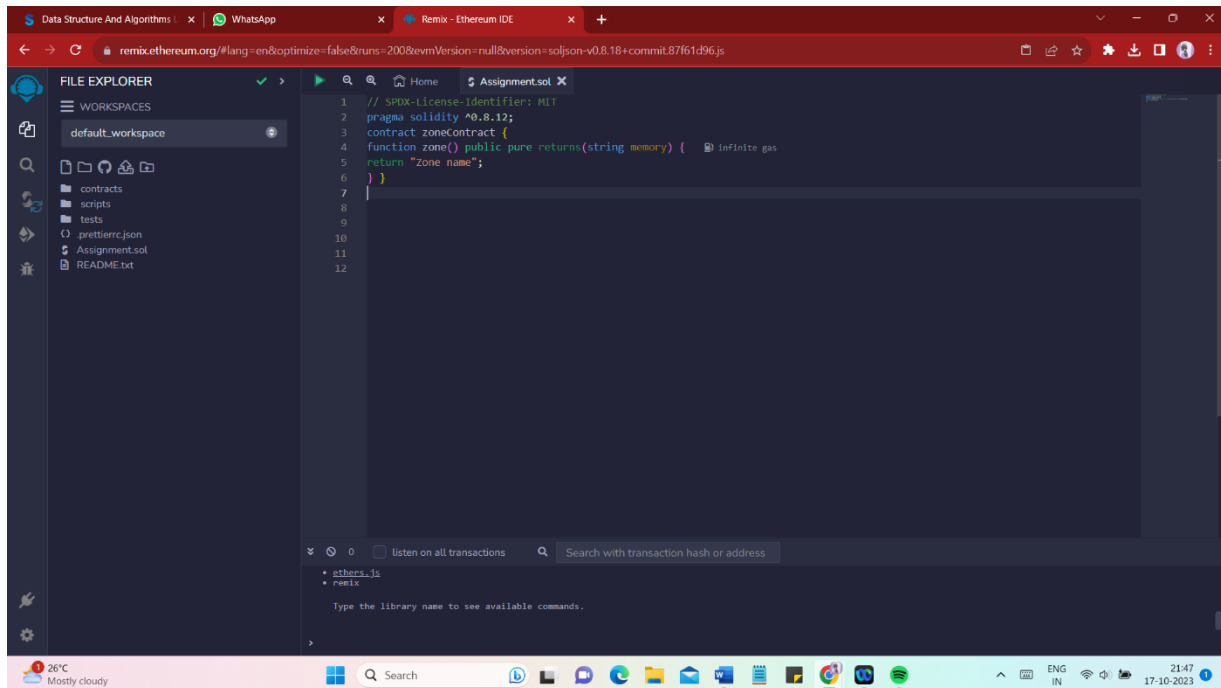 Data Structure And Algorithms
WhatsApp
Remix - Ethereum IDE
remix.ethereum.org/#lang=en&optimize=false&runs=200&evmVersion=null&version=soljson-v0.8.18+commit.87f61d96.js
FILE EXPLORER
WORKSPACES
default_workspace
contracts
scripts
tests
.prettierrc.json
Assignment.sol
README.txt
Home
Assignment.sol
1 // SPDX-License-Identifier: MIT
2 pragma solidity ^0.8.12;
3 contract zoneContract {
4 function zone() public pure returns(string memory) { infinite gas
5 return "Zone name";
6 } }
7
8
9
10
11
12
0 listen on all transactions Search with transaction hash or address
• ethers.js
• remix
Type the library name to see available commands.
>
1
26°C
Mostly cloudy
Search
ENG
IN
21:47
17-10-2023
1